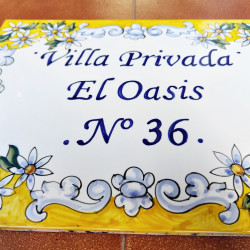 "Villa Privada"
El Oasis
. Nº 36.